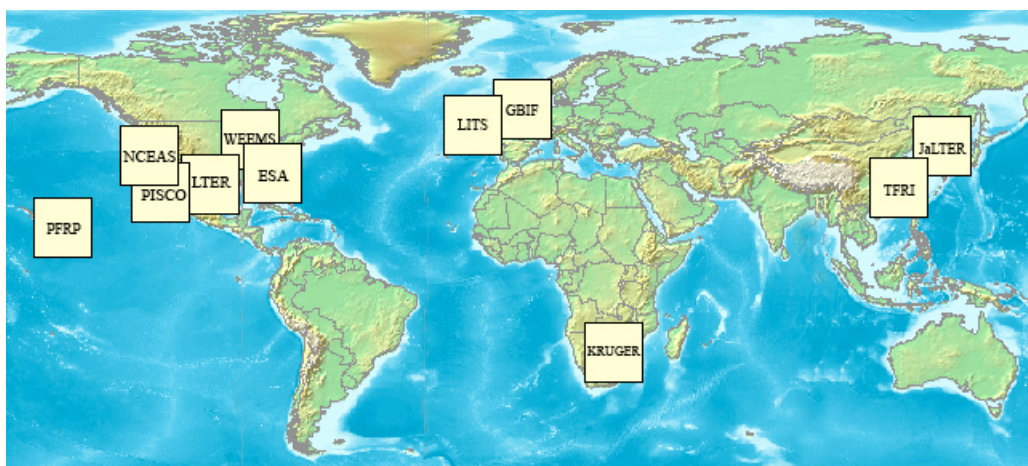 GBIF
LITS
WEEMS
NCEAS
JaLTER
LTER
ESA
PISCO
TFRI
PFRP
KRUGER